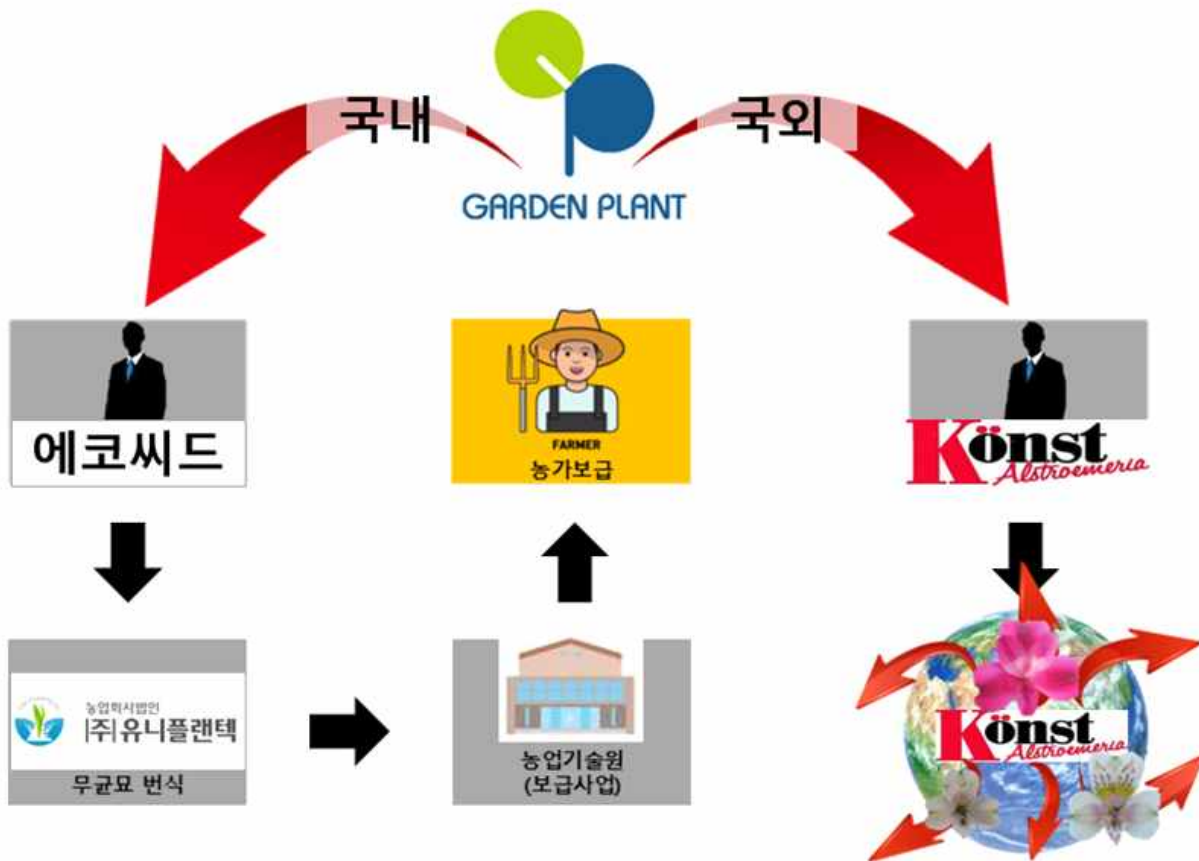 국내
국외
GARDEN PLANT
에코씨드
FARMER
농가보급
Könst
Alstroemeria
농업회사법인
(주)유니플랜텍
무균묘 번식
농업기술원
(보급사업)
Könst
Alstroemeria